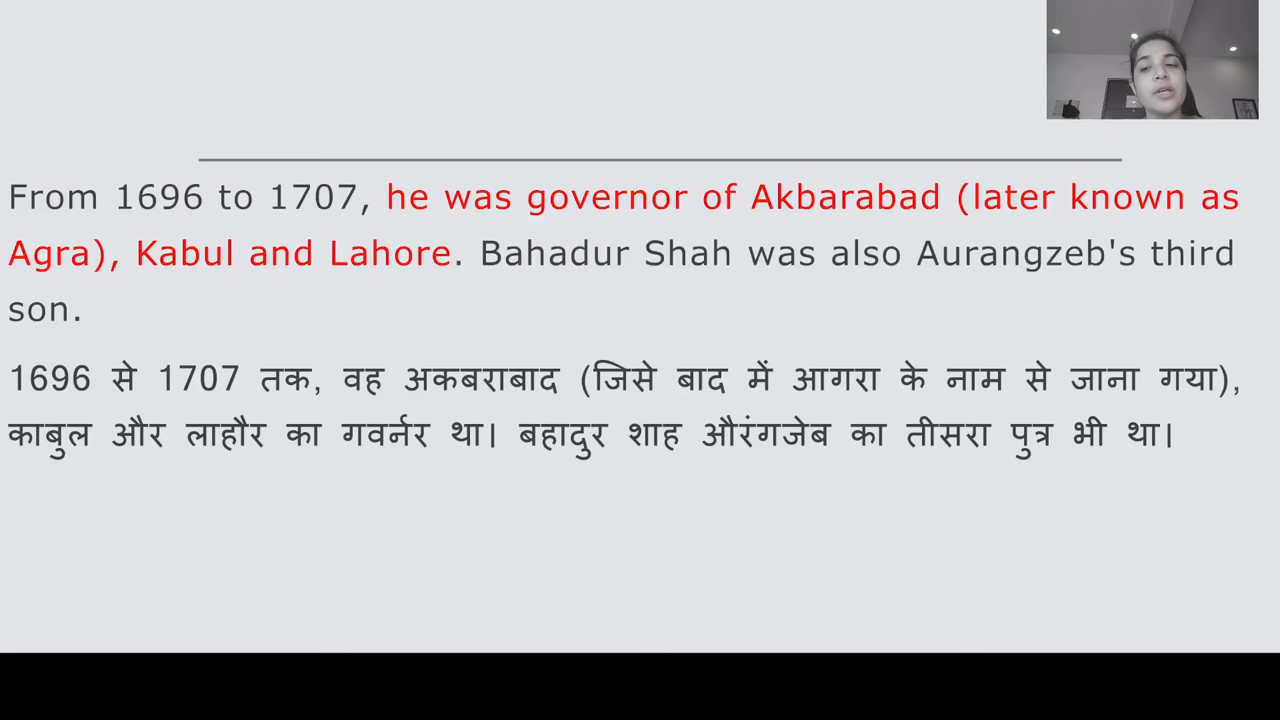 From 1696 to 1707, he was governor of Akbarabad (later known as
Agra), Kabul and Lahore. Bahadur Shah was also Aurangzeb's third
son.
1696 से 1707 तक, वह अकबराबाद (जिसे बाद में आगरा के नाम से जाना गया),
काबुल और लाहौर का गवर्नर था। बहादुर शाह औरंगजेब का तीसरा पुत्र भी था।